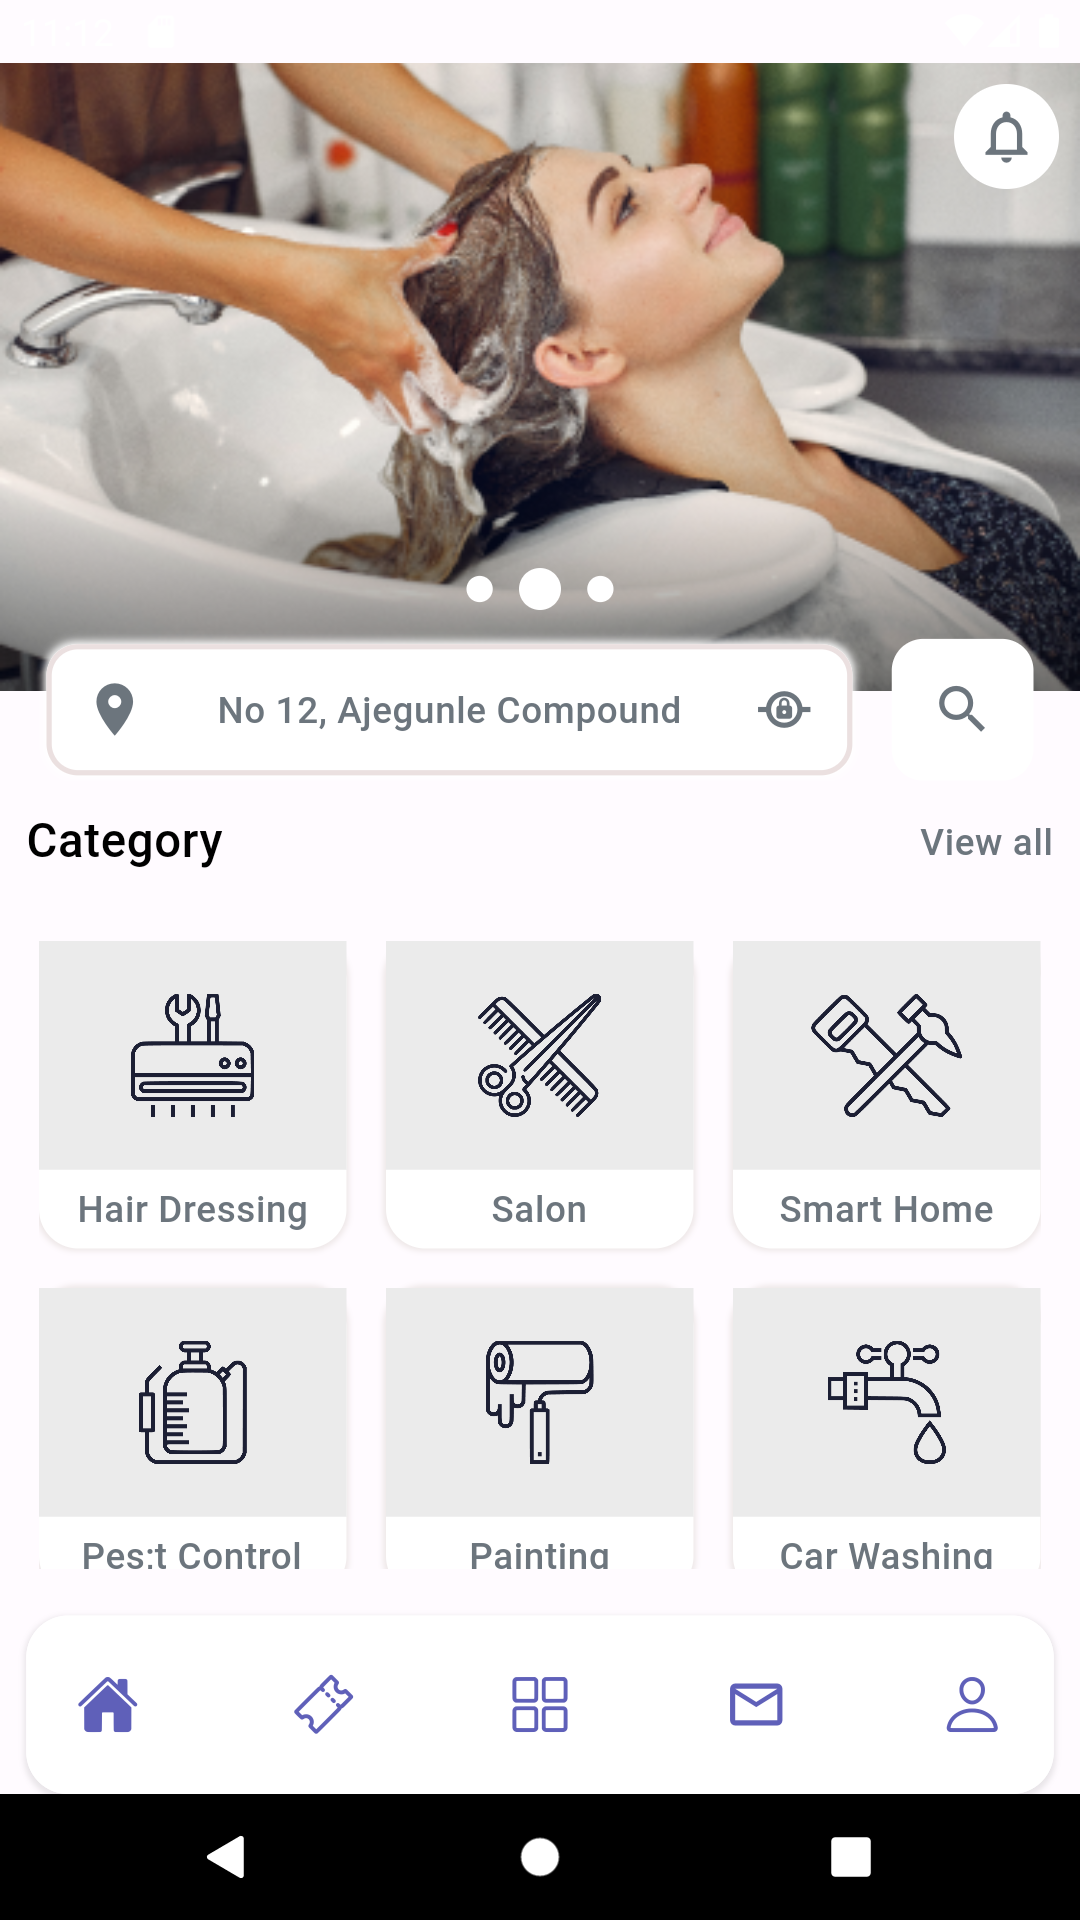 No 12, Ajegunle Compound
Category
View all
Hair Dressing
Salon
Smart Home
Pes:t Control
Painting
Car Washing